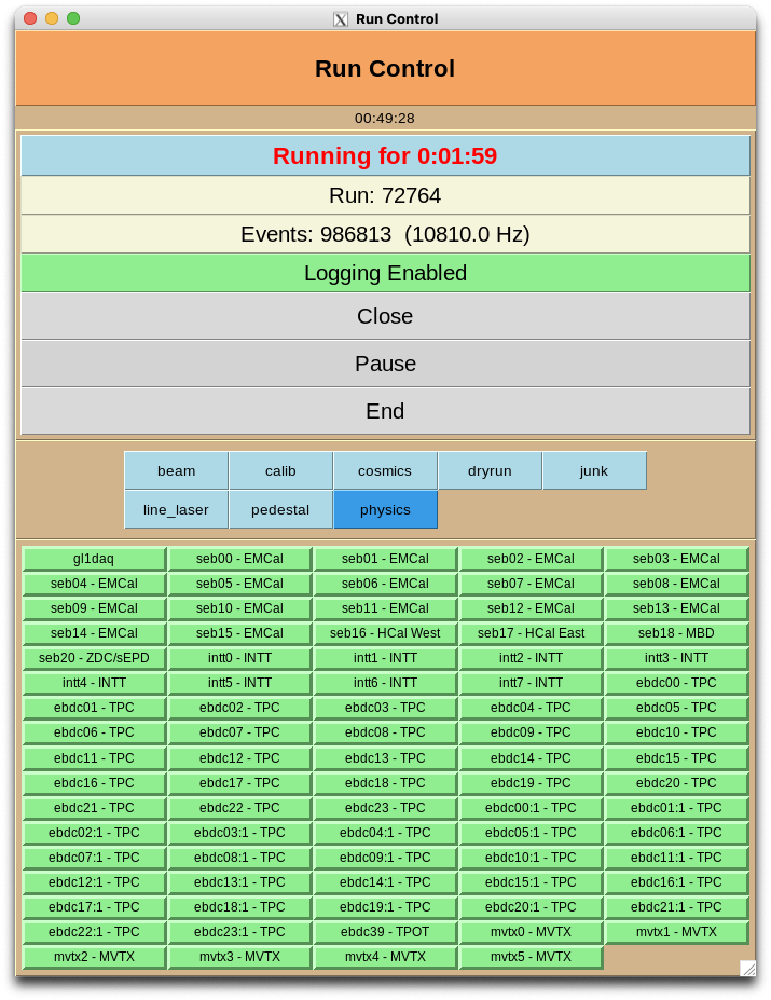 Run Control
Run Control
00:49:28
Running for 0:01:59
Run: 72764
Events: 986813  (10810.0 Hz)
Logging Enabled
Close
Pause
End
beam calib cosmics dryrun junk
line_laser pedestal physics
gl1daq seb00 - EMCal seb01 - EMCal seb02 - EMCal seb03 - EMCal
seb04 - EMCal seb05 - EMCal seb06 - EMCal seb07 - EMCal seb08 - EMCal
seb09 - EMCal seb10 - EMCal seb11 - EMCal seb12 - EMCal seb13 - EMCal
seb14 - EMCal seb15 - EMCal seb16 - HCal West seb17 - HCal East seb18 - MBD
seb20 - ZDC/sEPD intt0 - INTT intt1 - INTT intt2 - INTT intt3 - INTT
intt4 - INTT intt5 - INTT intt6 - INTT intt7 - INTT ebdc00 - TPC
ebdc01 - TPC ebdc02 - TPC ebdc03 - TPC ebdc04 - TPC ebdc05 - TPC
ebdc06 - TPC ebdc07 - TPC ebdc08 - TPC ebdc09 - TPC ebdc10 - TPC
ebdc11 - TPC ebdc12 - TPC ebdc13 - TPC ebdc14 - TPC ebdc15 - TPC
ebdc16 - TPC ebdc17 - TPC ebdc18 - TPC ebdc19 - TPC ebdc20 - TPC
ebdc21 - TPC ebdc22 - TPC ebdc23 - TPC ebdc00:1 - TPC ebdc01:1 - TPC
ebdc02:1 - TPC ebdc03:1 - TPC ebdc04:1 - TPC ebdc05:1 - TPC ebdc06:1 - TPC
ebdc07:1 - TPC ebdc08:1 - TPC ebdc09:1 - TPC ebdc10:1 - TPC ebdc11:1 - TPC
ebdc12:1 - TPC ebdc13:1 - TPC ebdc14:1 - TPC ebdc15:1 - TPC ebdc16:1 - TPC
ebdc17:1 - TPC ebdc18:1 - TPC ebdc19:1 - TPC ebdc20:1 - TPC ebdc21:1 - TPC
ebdc22:1 - TPC ebdc23:1 - TPC ebdc39 - TPOT mvtx0 - MVTX mvtx1 - MVTX
mvtx2 - MVTX mvtx3 - MVTX mvtx4 - MVTX mvtx5 - MVTX